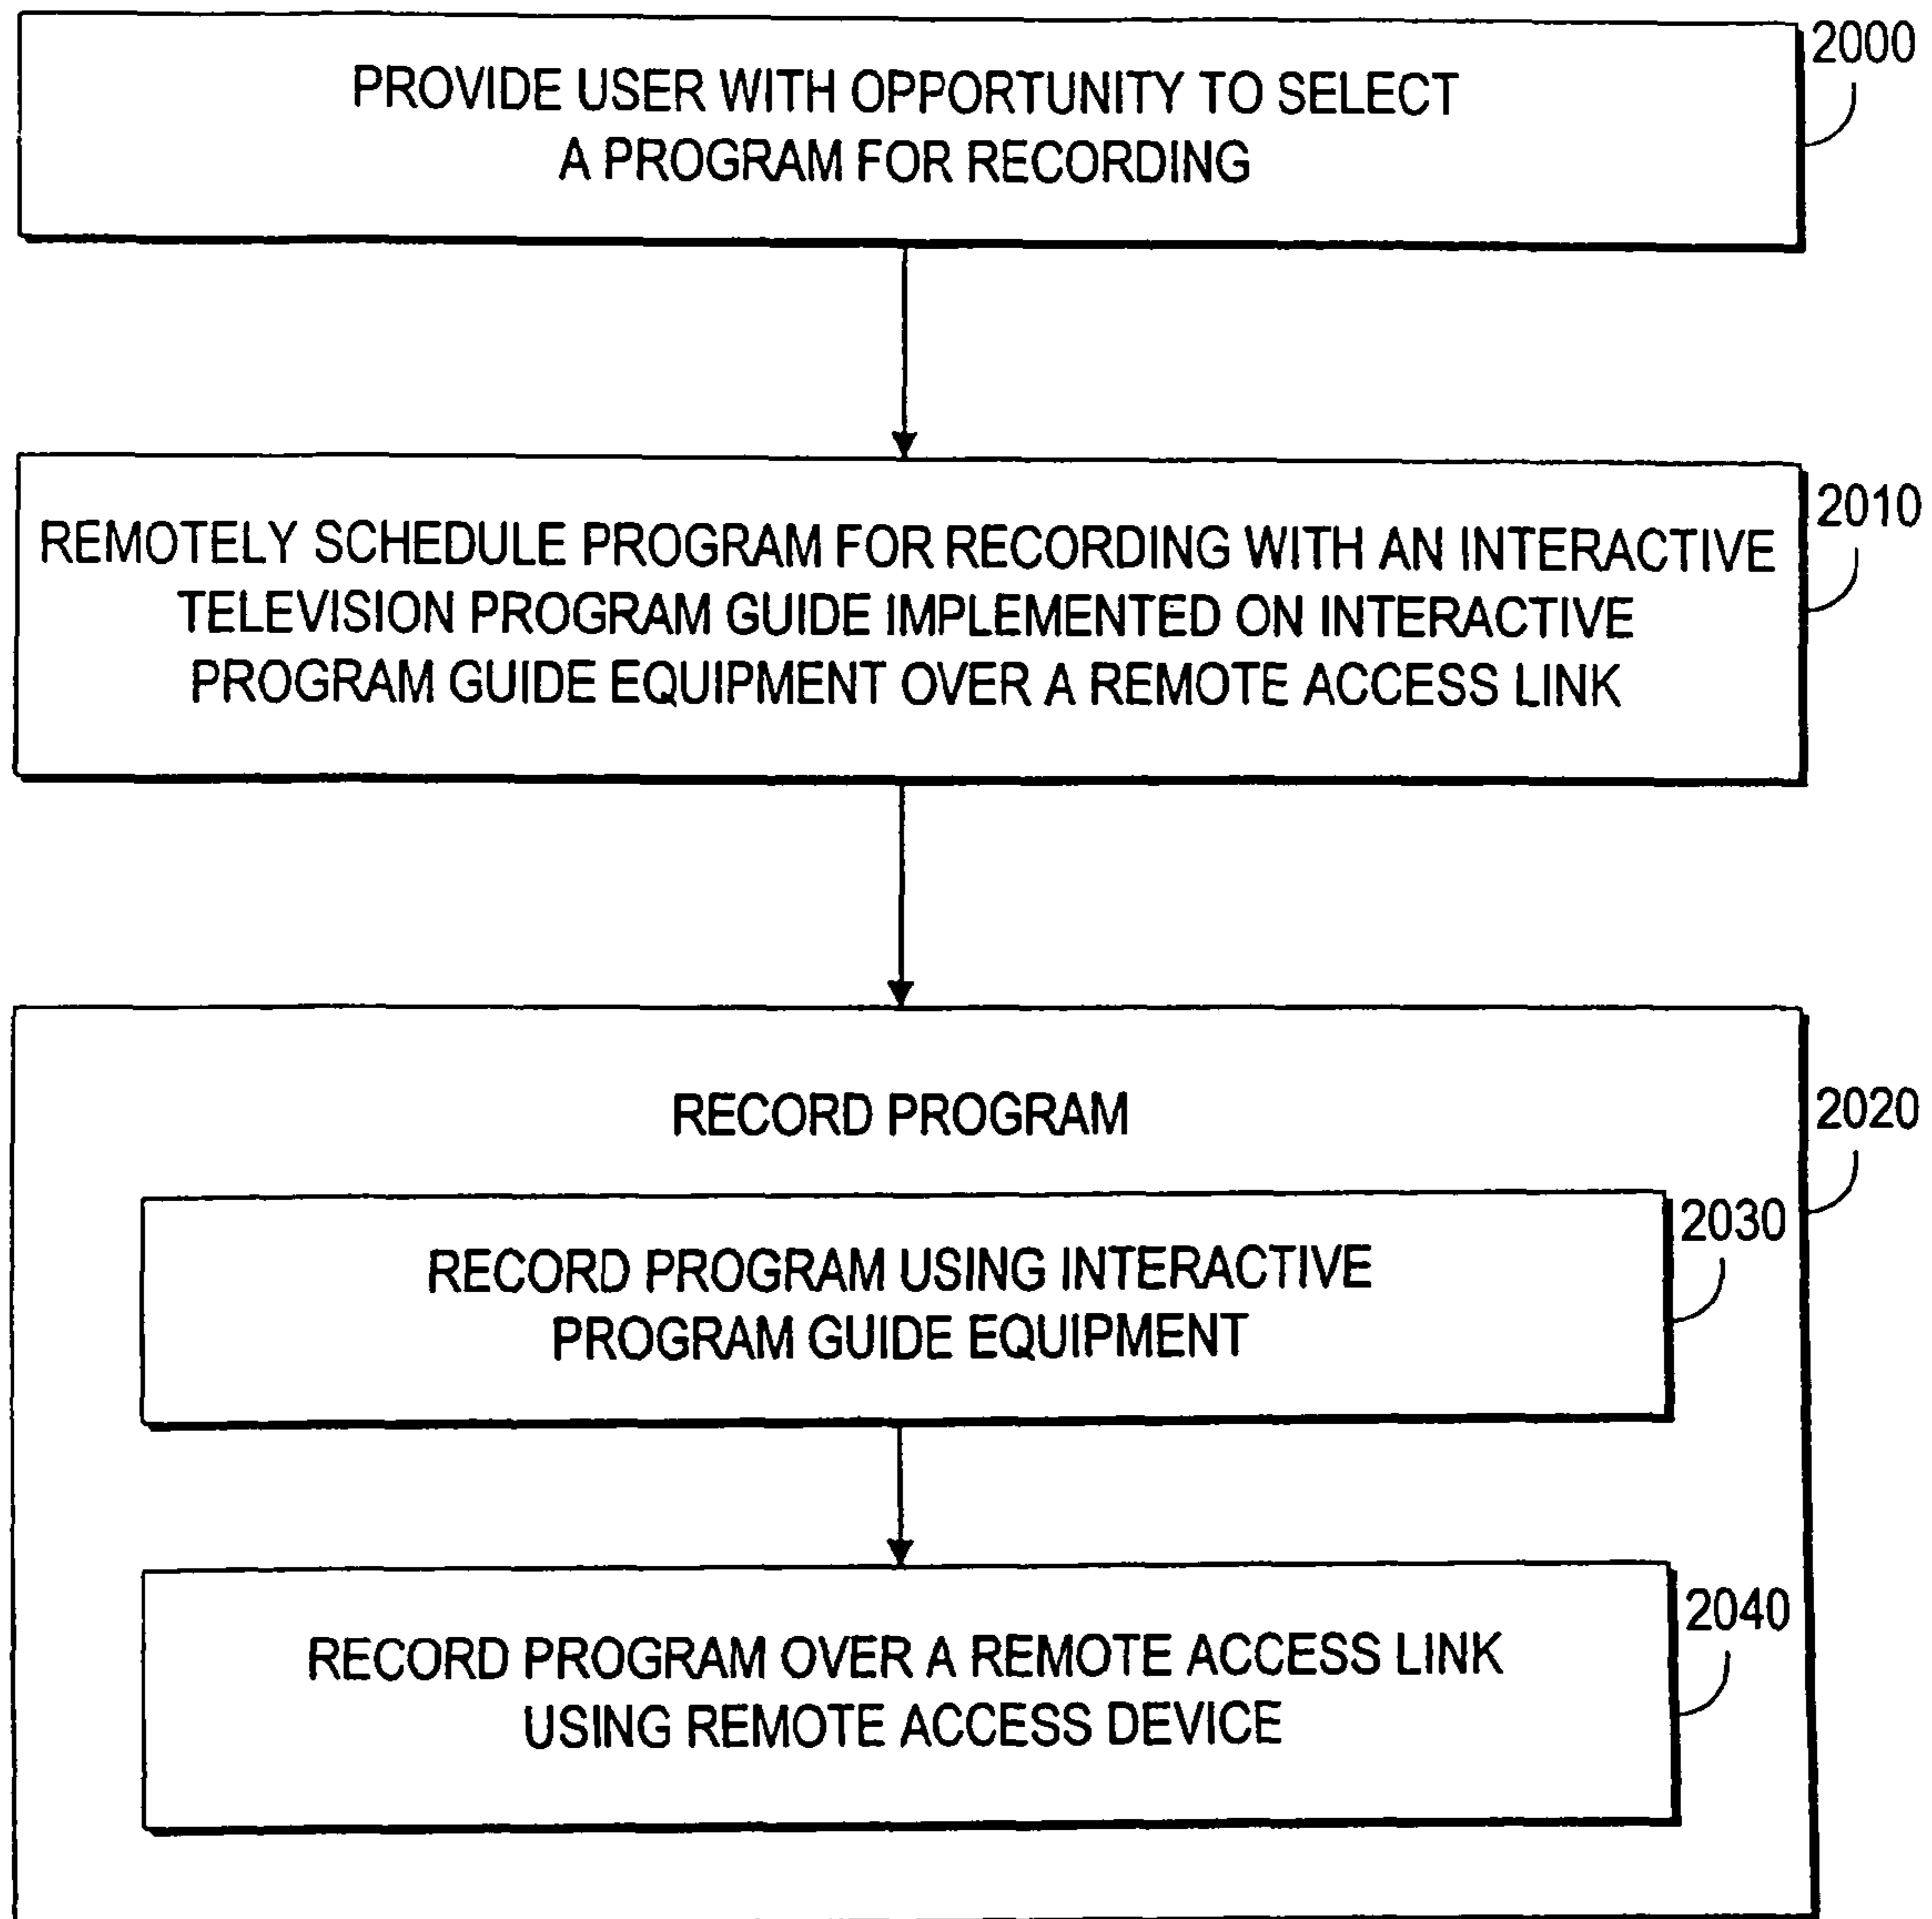 2000
PROVIDE USER WITH OPPORTUNITY TO SELECT
A PROGRAM FOR RECORDING
2010
REMOTELY SCHEDULE PROGRAM FOR RECORDING WITH AN INTERACTIVE
TELEVISION PROGRAM GUIDE IMPLEMENTED ON INTERACTIVE
PROGRAM GUIDE EQUIPMENT OVER A REMOTE ACCESS LINK
2020
RECORD PROGRAM
2030
RECORD PROGRAM USING INTERACTIVE
PROGRAM GUIDE EQUIPMENT
2040
RECORD PROGRAM OVER A REMOTE ACCESS LINK
USING REMOTE ACCESS DEVICE